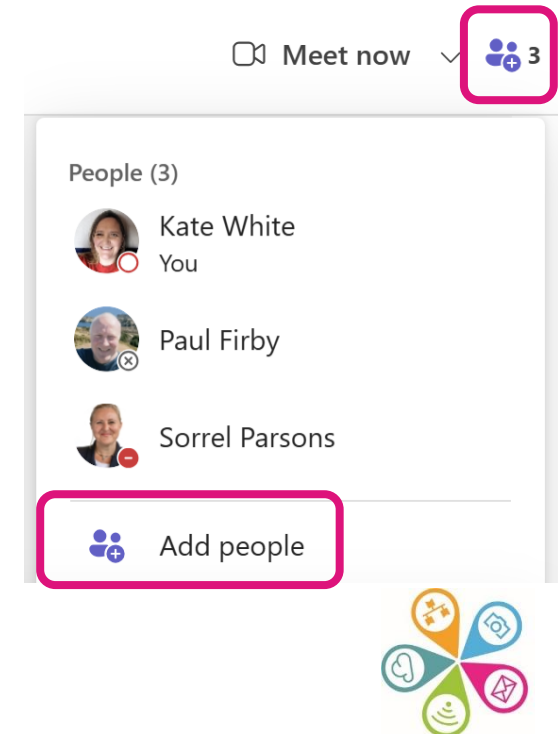 Meet now 3
People (3)
Kate White
You
Paul Firby
Sorrel Parsons
Add people